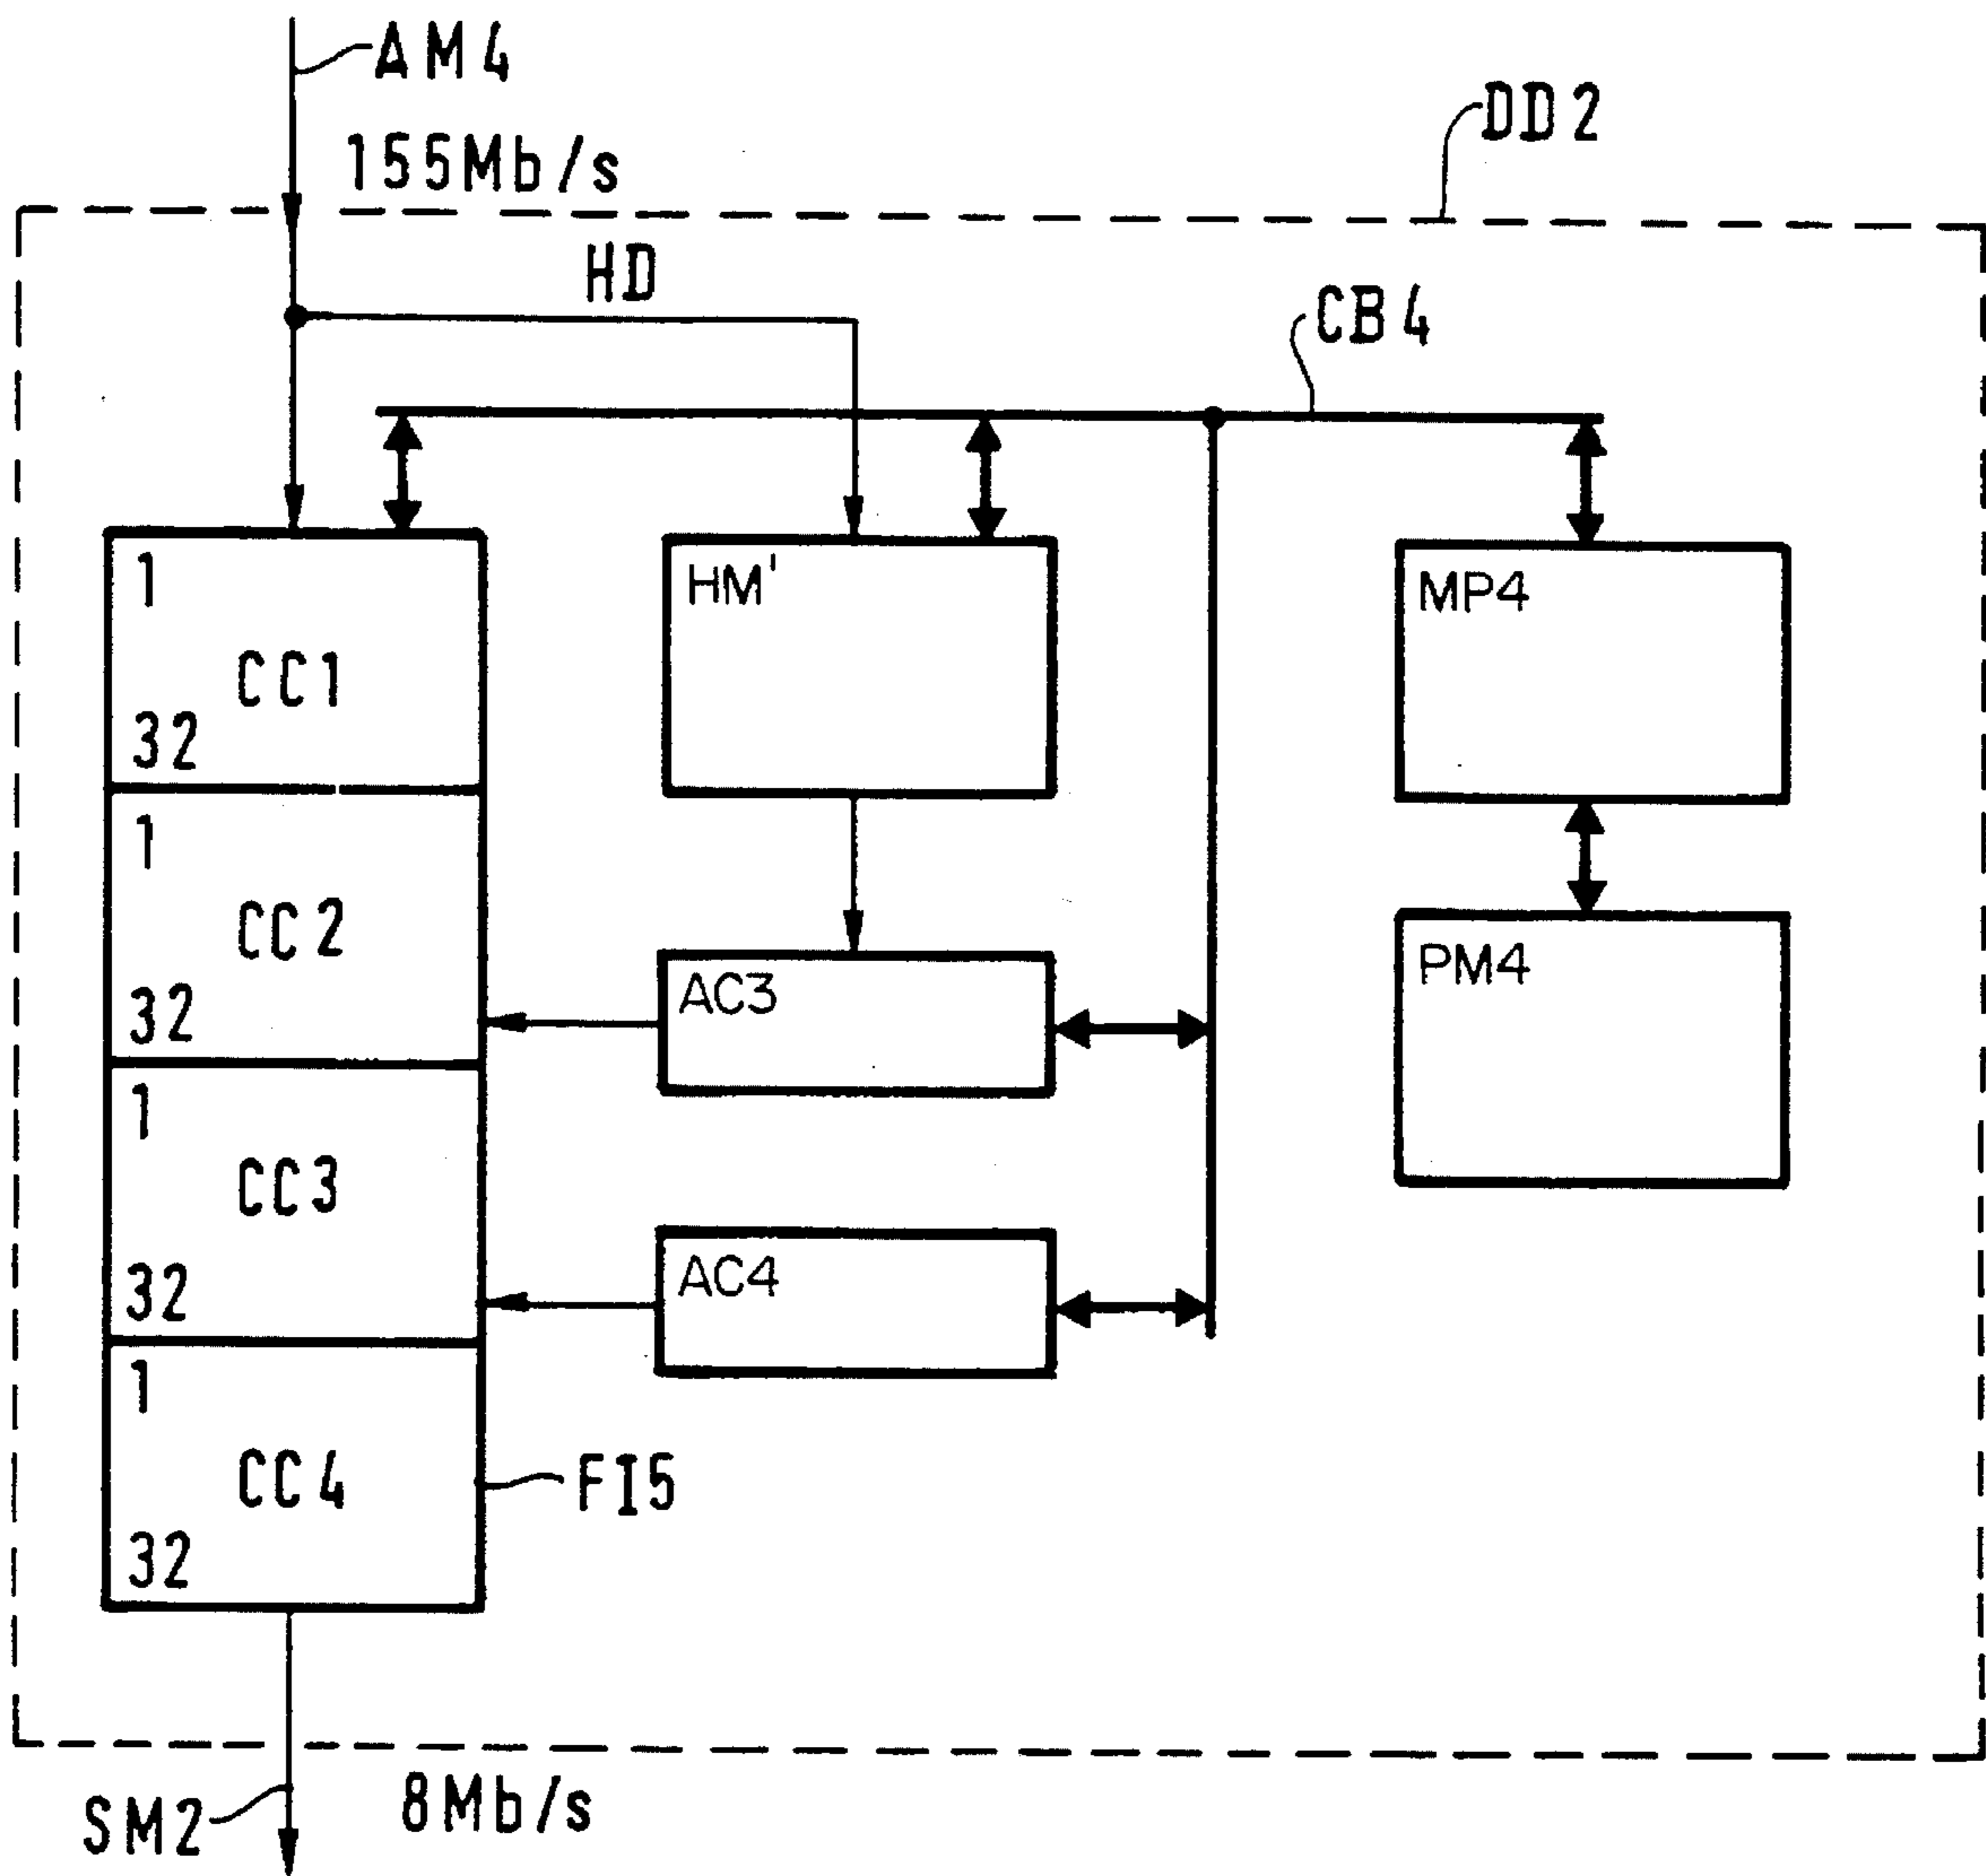 AM4
155Mb/s
DD2
HD
CB4
1
CC1
32
HM'
MP4
1
CC2
32
AC3
PM4
1
CC3
32
AC4
1
CC4
32
FI5
SM2
8Mb/s